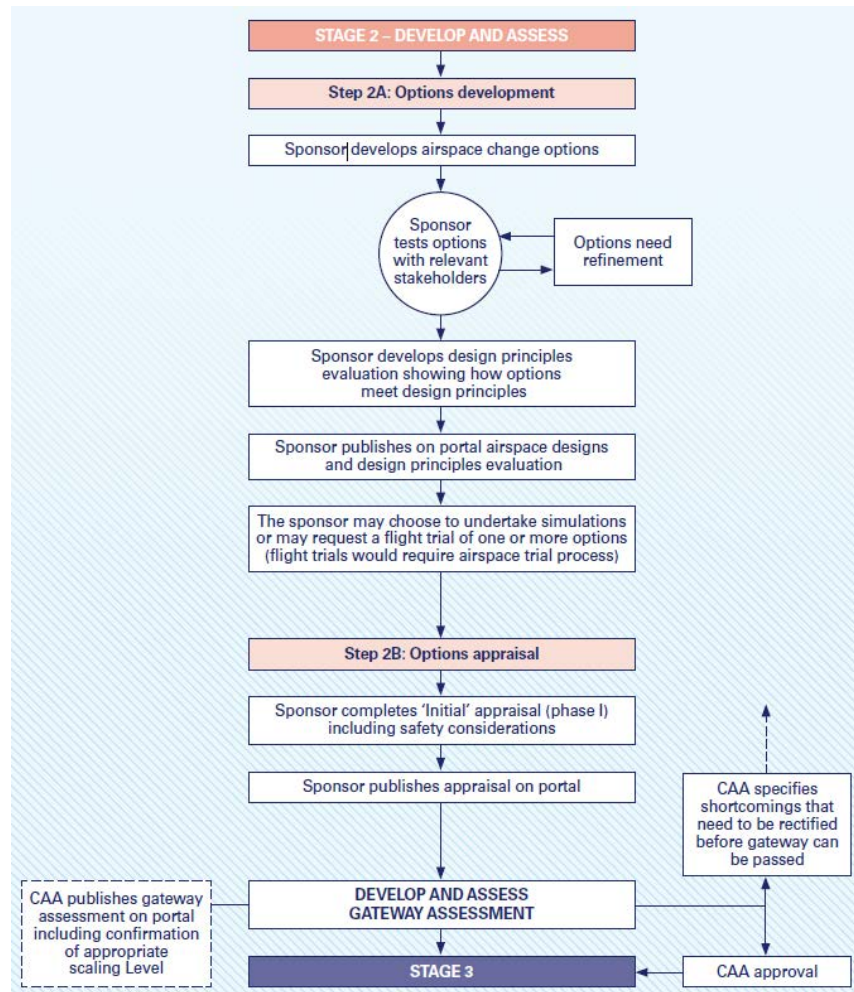 STAGE 2 – DEVELOP AND ASSESS
Step 2A: Options development
Sponsor develops airspace change options
Sponsor
tests options
with relevant
stakeholders
Options need
refinement
Sponsor develops design principles
evaluation showing how options
meet design principles
Sponsor publishes on portal airspace designs
and design principles evaluation
The sponsor may choose to undertake simulations
or may request a flight trial of one or more options
(flight trials would require airspace trial process)
Step 2B: Options appraisal
Sponsor completes ‘Initial’ appraisal (phase I)
including safety considerations
Sponsor publishes appraisal on portal
CAA specifies
shortcomings that
need to be rectified
before gateway can
be passed
CAA publishes gateway
assessment on portal
including confirmation
of appropriate
scaling Level
DEVELOP AND ASSESS
GATEWAY ASSESSMENT
STAGE 3
CAA approval